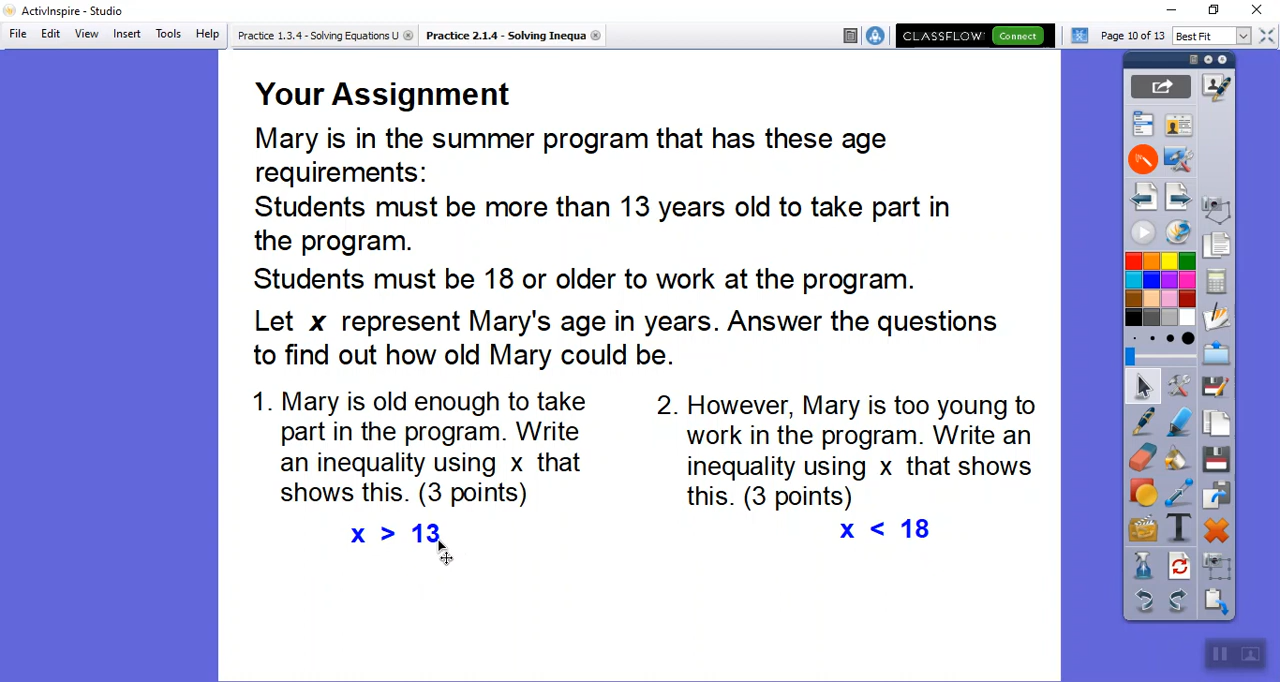 ActivInspire - Studio
File Edit View Insert Tools Help Practice 1.3.4 - Solving Equations U Practice 2.1.4 - Solving Inequa CLASSFLOW Connect Page 10 of 13 Best Fit
Your Assignment
Mary is in the summer program that has these age
requirements:
Students must be more than 13 years old to take part in
the program.
Students must be 18 or older to work at the program.
Let x represent Mary's age in years. Answer the questions
to find out how old Mary could be.
1. Mary is old enough to take
part in the program. Write
an inequality using x that
shows this. (3 points)
x > 13
2. However, Mary is too young to
work in the program. Write an
inequality using x that shows
this. (3 points)
x < 18